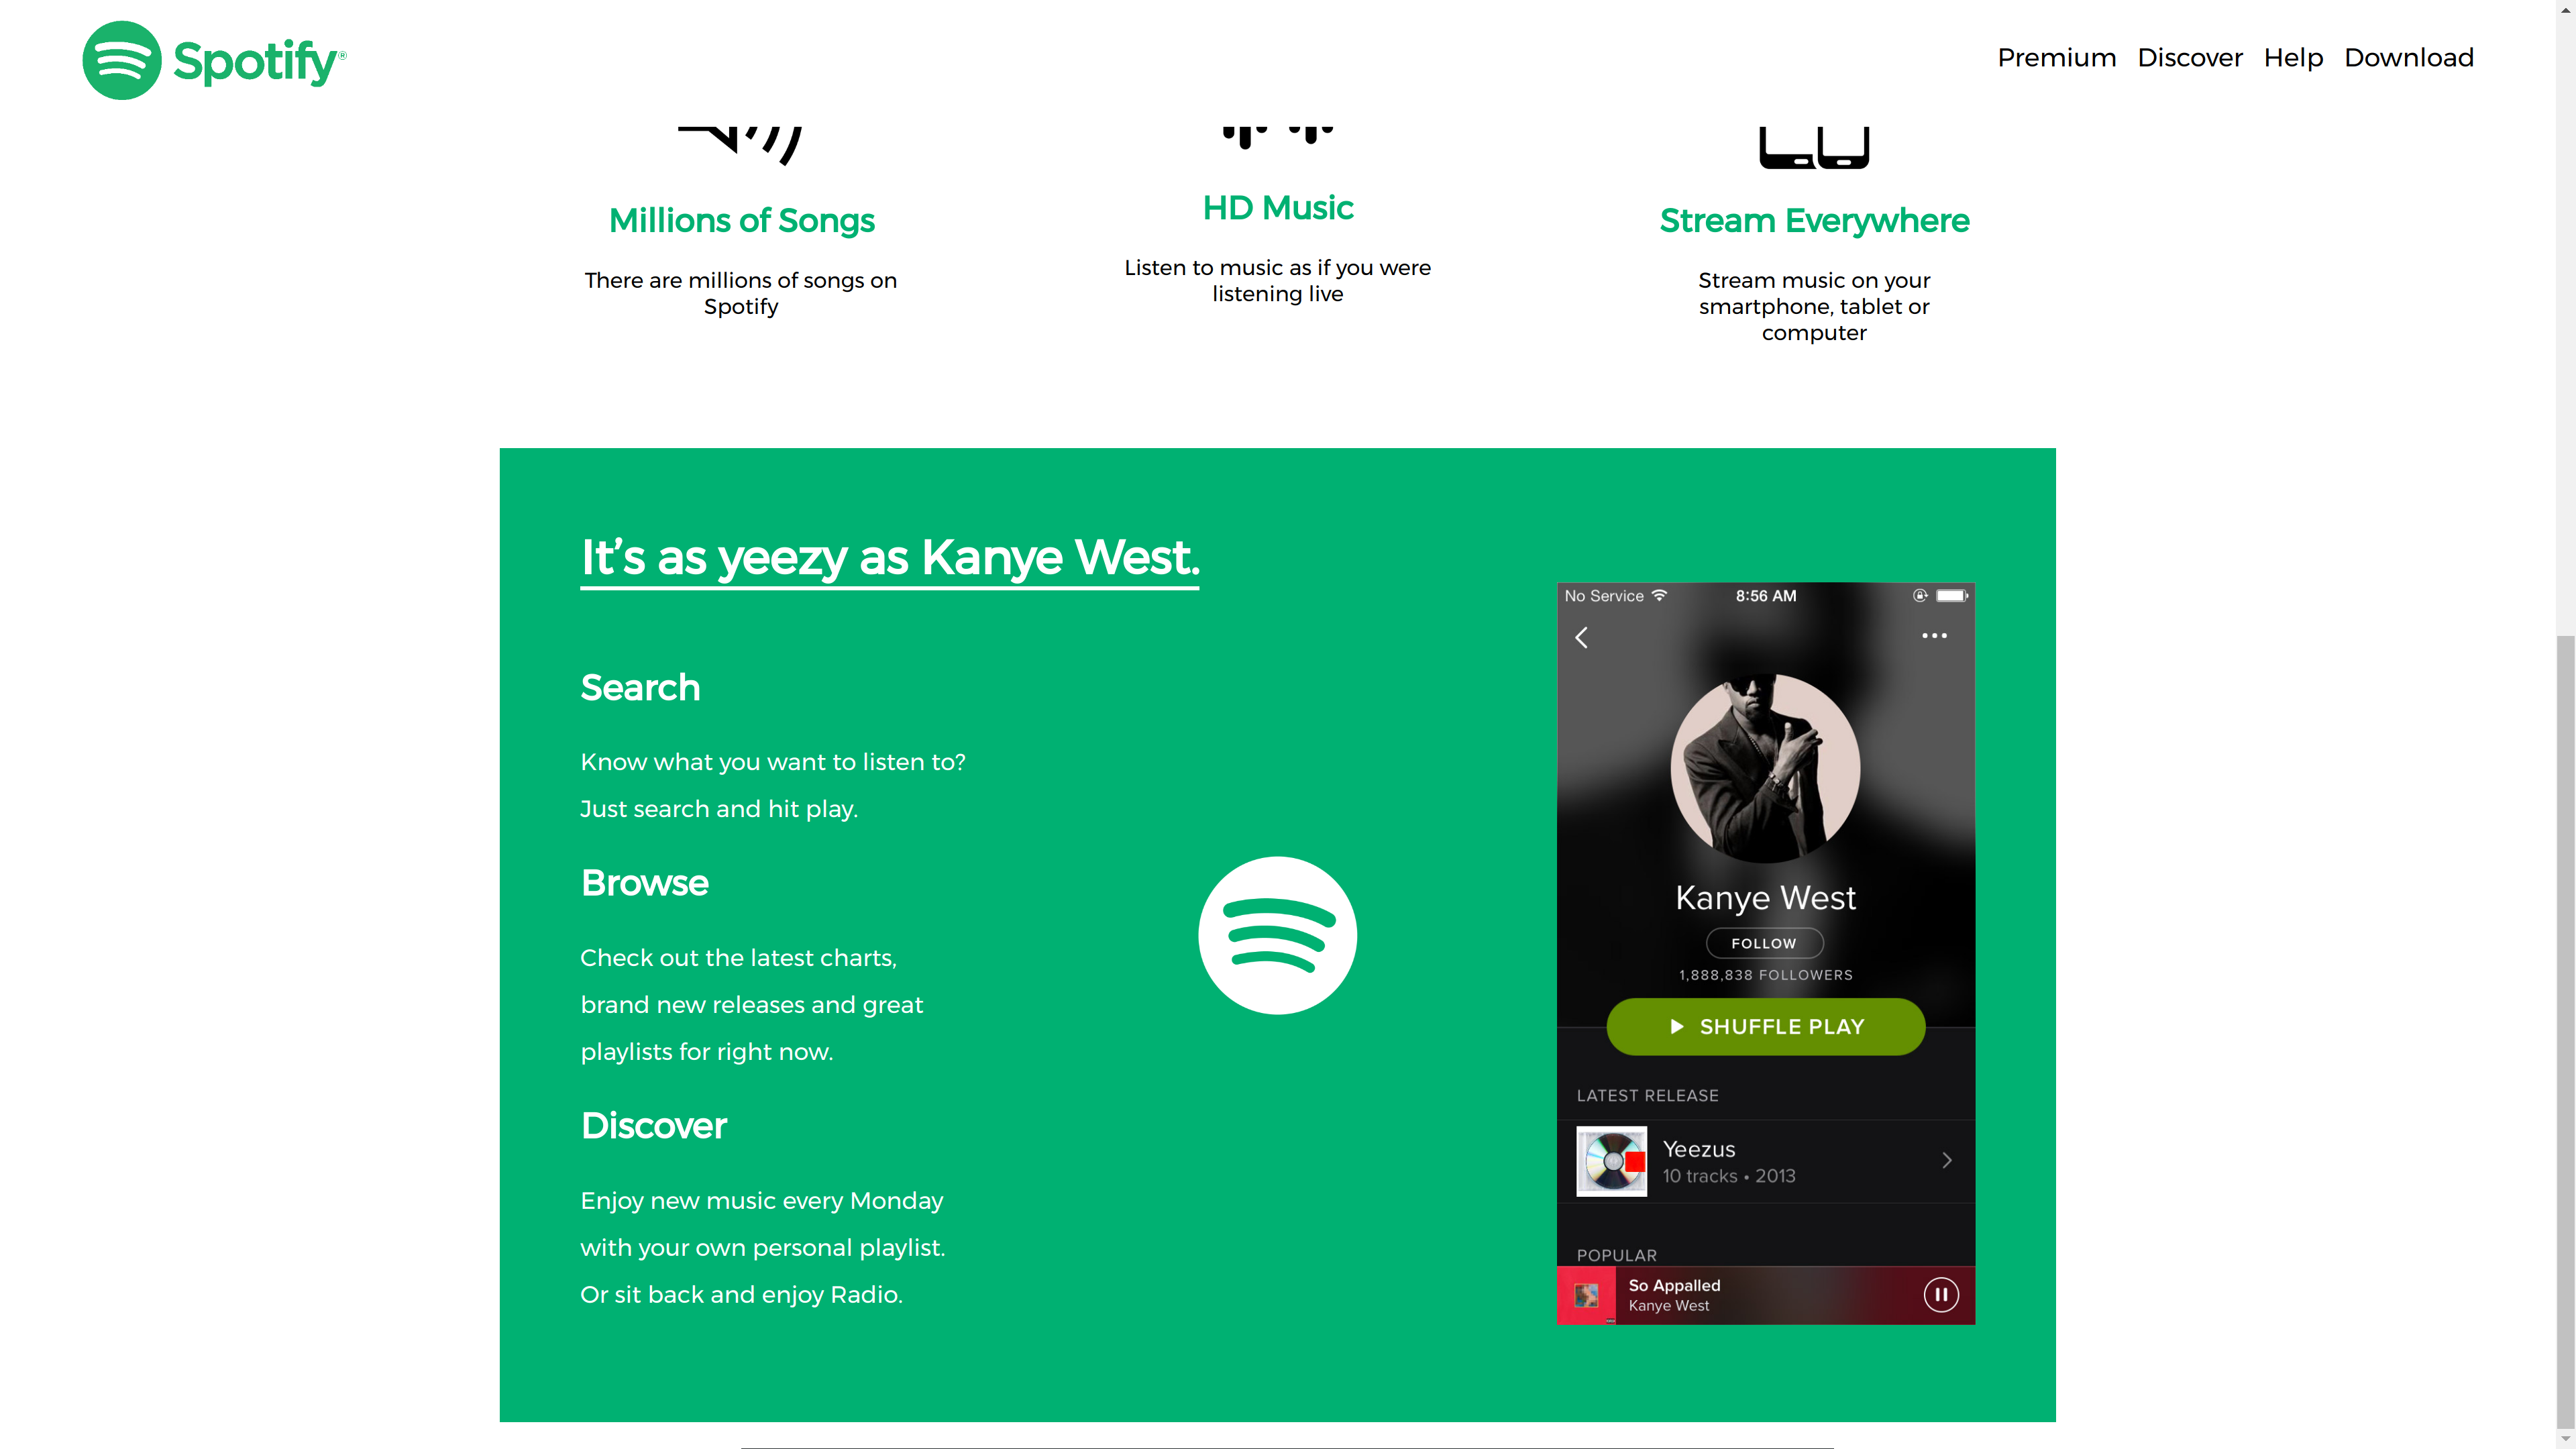 Spotify®
Premium Discover Help Download
Millions of Songs
There are millions of songs on
Spotify
HD Music
Listen to music as if you were
listening live
Stream Everywhere
Stream music on your
smartphone, tablet or
computer
It’s as yeezy as Kanye West.
Search
Know what you want to listen to?
Just search and hit play.
Browse
Check out the latest charts,
brand new releases and great
playlists for right now.
Discover
Enjoy new music every Monday
with your own personal playlist.
Or sit back and enjoy Radio.
No Service 8:56 AM
Kanye West
FOLLOW
1,888,838 FOLLOWERS
SHUFFLE PLAY
LATEST RELEASE
Yeezus
10 tracks • 2013
POPULAR
So Appalled
Kanye West